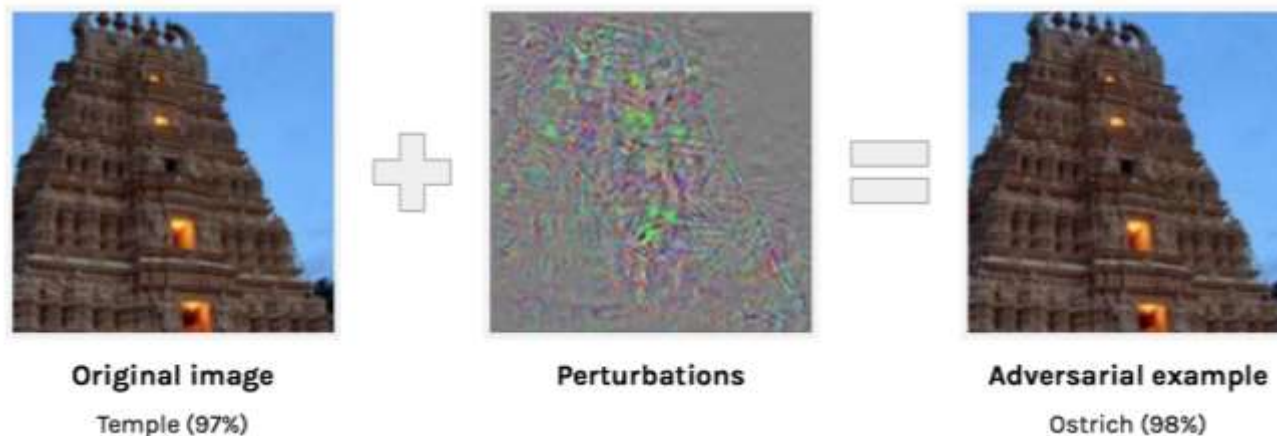 Original image
Perturbations
Adversarial example
Temple (97%)
Ostrich (98%)